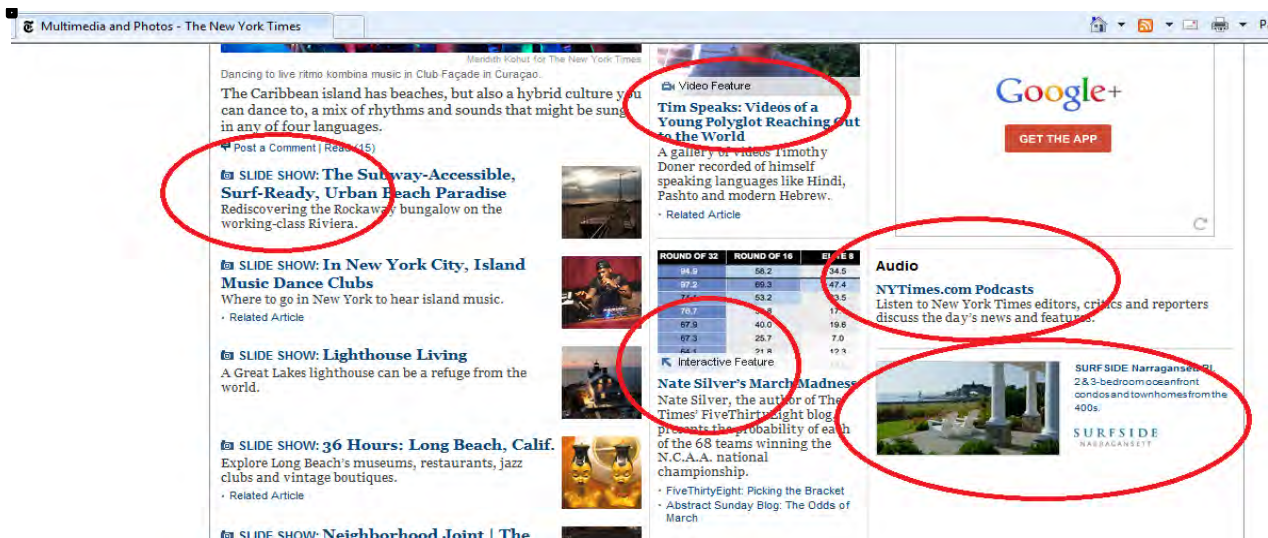 Multimedia and Photos - The New York Times
Meridith Kohut for The New York Times
Dancing to live ritmo kombina music in Club Façade in Curaçao.
The Caribbean island has beaches, but also a hybrid culture you
can dance to, a mix of rhythms and sounds that might be sung
in any of four languages.
Post a Comment | Read (15)
SLIDE SHOW: The Subway-Accessible,
Surf-Ready, Urban Beach Paradise
Rediscovering the Rockaway bungalow on the
working-class Riviera.
SLIDE SHOW: In New York City, Island
Music Dance Clubs
Where to go in New York to hear island music.
• Related Article
SLIDE SHOW: Lighthouse Living
A Great Lakes lighthouse can be a refuge from the
world.
SLIDE SHOW: 36 Hours: Long Beach, Calif.
Explore Long Beach's museums, restaurants, jazz
clubs and vintage boutiques.
• Related Article
SLIDE SHOW: Neighborhood Joint | The
Video Feature
Tim Speaks: Videos of a
Young Polyglot Reaching Out
to the World
A gallery of videos Timothy
Doner recorded of himself
speaking languages like Hindi,
Pashto and modern Hebrew.
• Related Article
ROUND OF 32 ROUND OF 16 ELITE 8
94.9 58.2 34.5
97.2 69.3 47.4
53.2
76.7
67.9 40.0 19.6
67.3 25.7 7.0
64.1 21.8 12.3
Interactive Feature
Nate Silver's March Madness
Nate Silver, the author of The
Times' FiveThirtyEight blog,
presents the probability of each
of the 68 teams winning the
N.C.A.A. national
championship.
• FiveThirtyEight: Picking the Bracket
• Abstract Sunday Blog: The Odds of
March
Google+
GET THE APP
Audio
NYTimes.com Podcasts
Listen to New York Times editors, critics and reporters
discuss the day's news and features.
SURFSIDE Narragansett RI
2 & 3-bedroom oceanfront
condos and townhomes from the
400s.
SURFSIDE
NARRAGANSETT